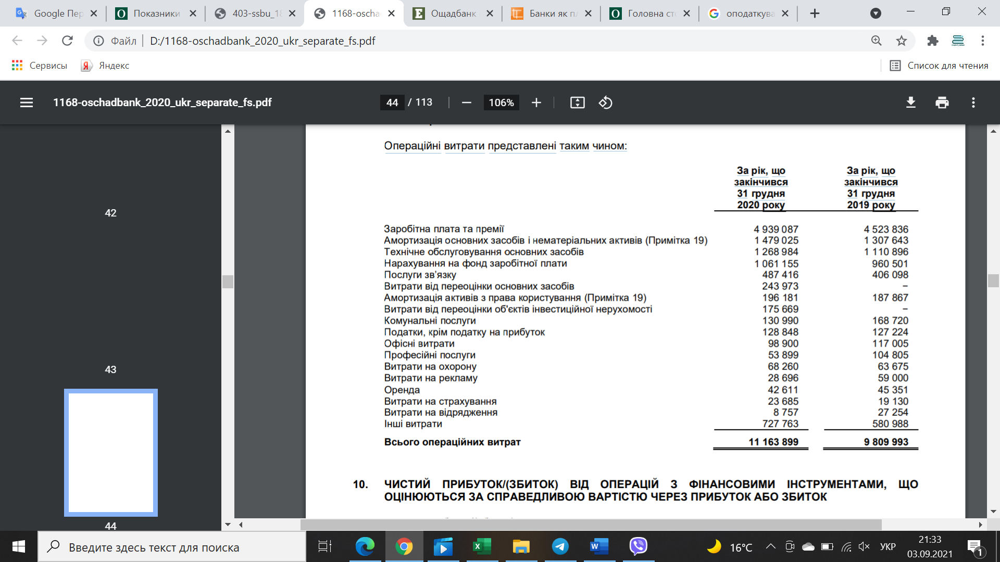 Google Пер
Показники
403-ssbu_18
1168-oscha
Ощадбанк
Банки як п
Головна ст
оподаткува
Файл
D:/1168-oschadbank_2020_ukr_separate_fs.pdf
Сервисы
Яндекс
Список для чтения
1168-oschadbank_2020_ukr_separate_fs.pdf
44 / 113
106%
42
43
44
Операційні витрати представлені таким чином:
За рік, що закінчився 31 грудня 2020 року
За рік, що закінчився 31 грудня 2019 року
Заробітна плата та премії 4 939 087 4 523 836
Амортизація основних засобів і нематеріальних активів (Примітка 19) 1 479 025 1 307 643
Технічне обслуговування основних засобів 1 268 984 1 110 896
Нарахування на фонд заробітної плати 1 061 155 960 501
Послуги зв'язку 487 416 406 098
Витрати від переоцінки основних засобів 243 973 –
Амортизація активів з права користування (Примітка 19) 196 181 187 867
Витрати від переоцінки об'єктів інвестиційної нерухомості 175 669 –
Комунальні послуги 130 990 168 720
Податки, крім податку на прибуток 128 848 127 224
Офісні витрати 98 900 117 005
Професійні послуги 53 899 104 805
Витрати на охорону 68 260 63 675
Витрати на рекламу 28 696 59 000
Оренда 42 611 45 351
Витрати на страхування 23 685 19 130
Витрати на відрядження 8 757 27 254
Інші витрати 727 763 580 988
Всього операційних витрат 11 163 899 9 809 993
10. ЧИСТИЙ ПРИБУТОК/(ЗБИТОК) ВІД ОПЕРАЦІЙ З ФІНАНСОВИМИ ІНСТРУМЕНТАМИ, ЩО
ОЦІНЮЮТЬСЯ ЗА СПРАВЕДЛИВОЮ ВАРТІСТЮ ЧЕРЕЗ ПРИБУТОК АБО ЗБИТОК
Введите здесь текст для поиска
16°C
УКР
21:33
03.09.2021
1